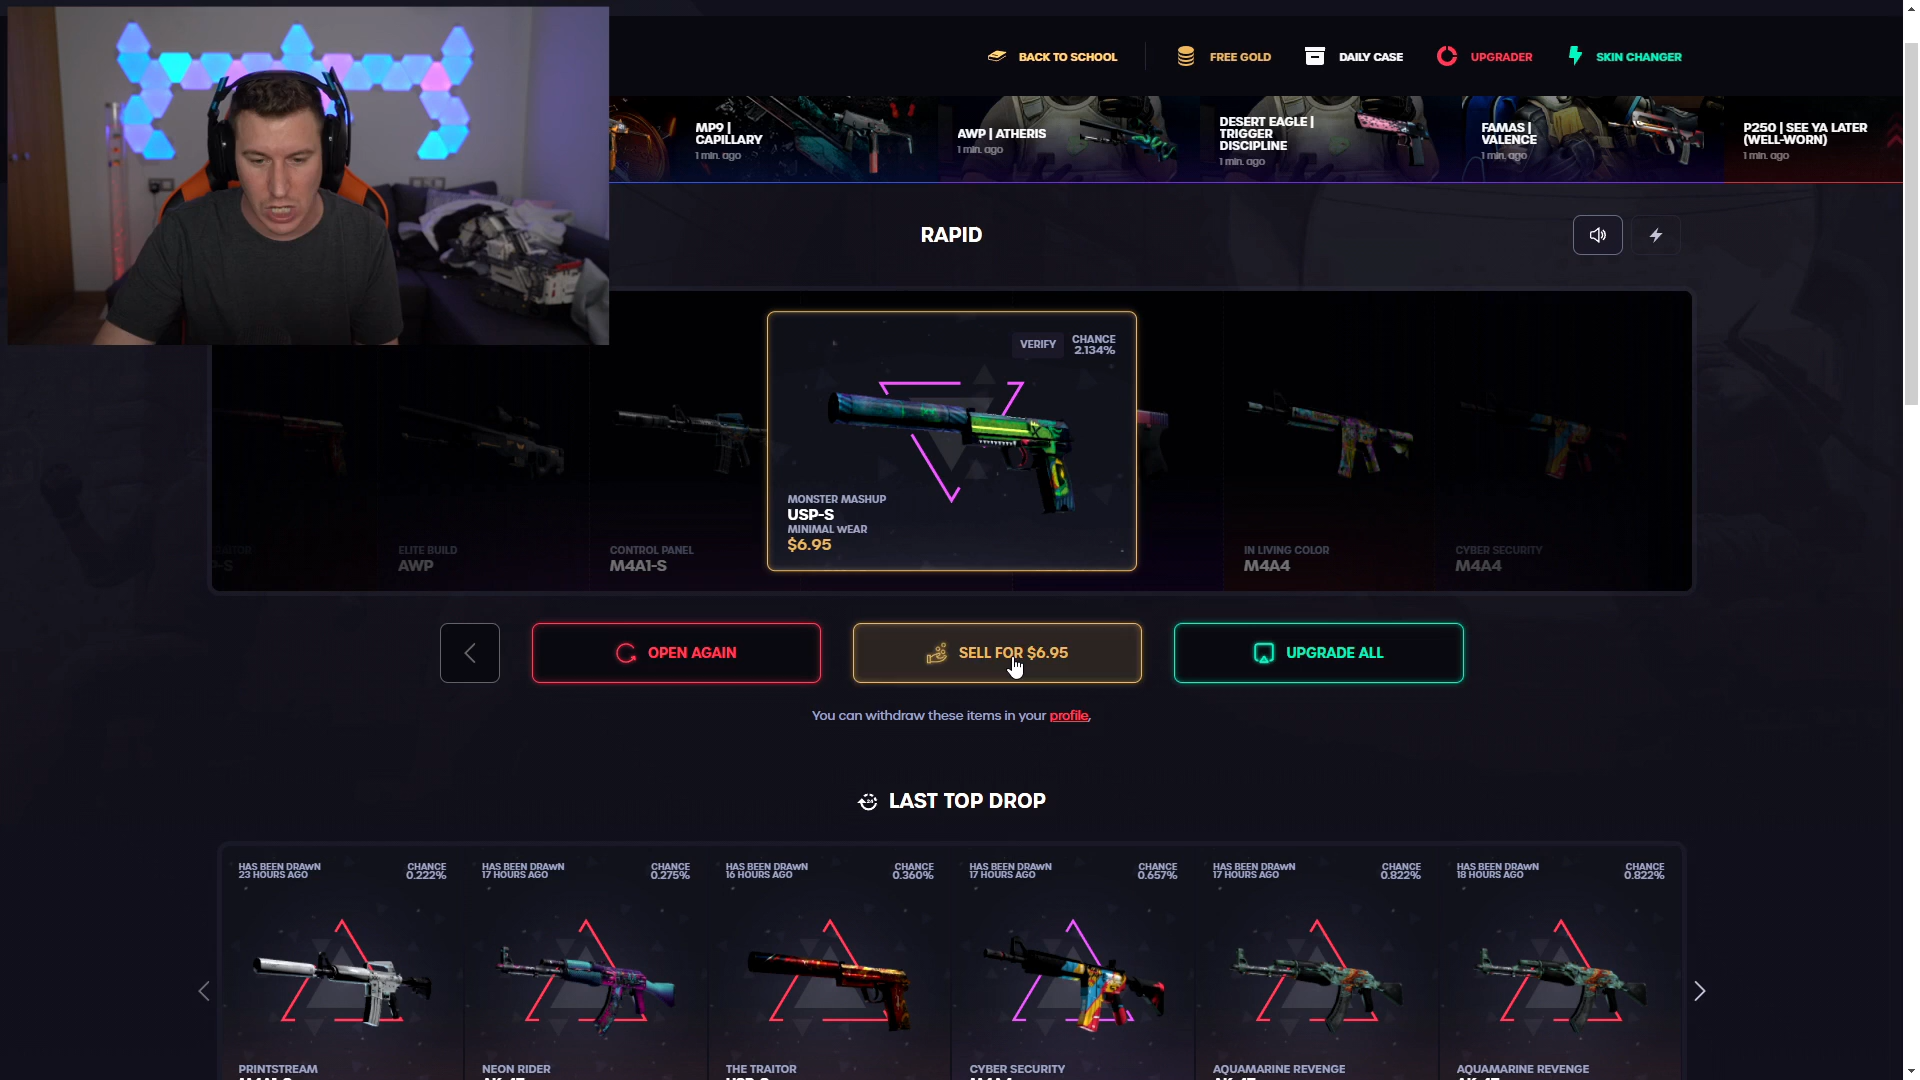 BACK TO SCHOOL
FREE GOLD
DAILY CASE
UPGRADER
SKIN CHANGER
MP9 |
CAPILLARY
1 min. ago
AWP | ATHERIS
1 min. ago
DESERT EAGLE |
TRIGGER
DISCIPLINE
1 min. ago
FAMAS |
VALENCE
1 min. ago
P250 | SEE YA LATER
(WELL-WORN)
1 min. ago
RAPID
VERIFY
CHANCE
2.134%
MONSTER MASHUP
USP-S
MINIMAL WEAR
$6.95
ELITE BUILD
AWP
CONTROL PANEL
M4A1-S
IN LIVING COLOR
M4A4
CYBER SECURITY
M4A4
OPEN AGAIN
SELL FOR $6.95
UPGRADE ALL
You can withdraw these items in your profile.
LAST TOP DROP
HAS BEEN DRAWN
23 HOURS AGO
CHANCE
0.222%
HAS BEEN DRAWN
17 HOURS AGO
CHANCE
0.275%
HAS BEEN DRAWN
16 HOURS AGO
CHANCE
0.360%
HAS BEEN DRAWN
17 HOURS AGO
CHANCE
0.657%
HAS BEEN DRAWN
17 HOURS AGO
CHANCE
0.822%
HAS BEEN DRAWN
18 HOURS AGO
CHANCE
0.822%
PRINTSTREAM
NEON RIDER
THE TRAITOR
CYBER SECURITY
AQUAMARINE REVENGE
AQUAMARINE REVENGE